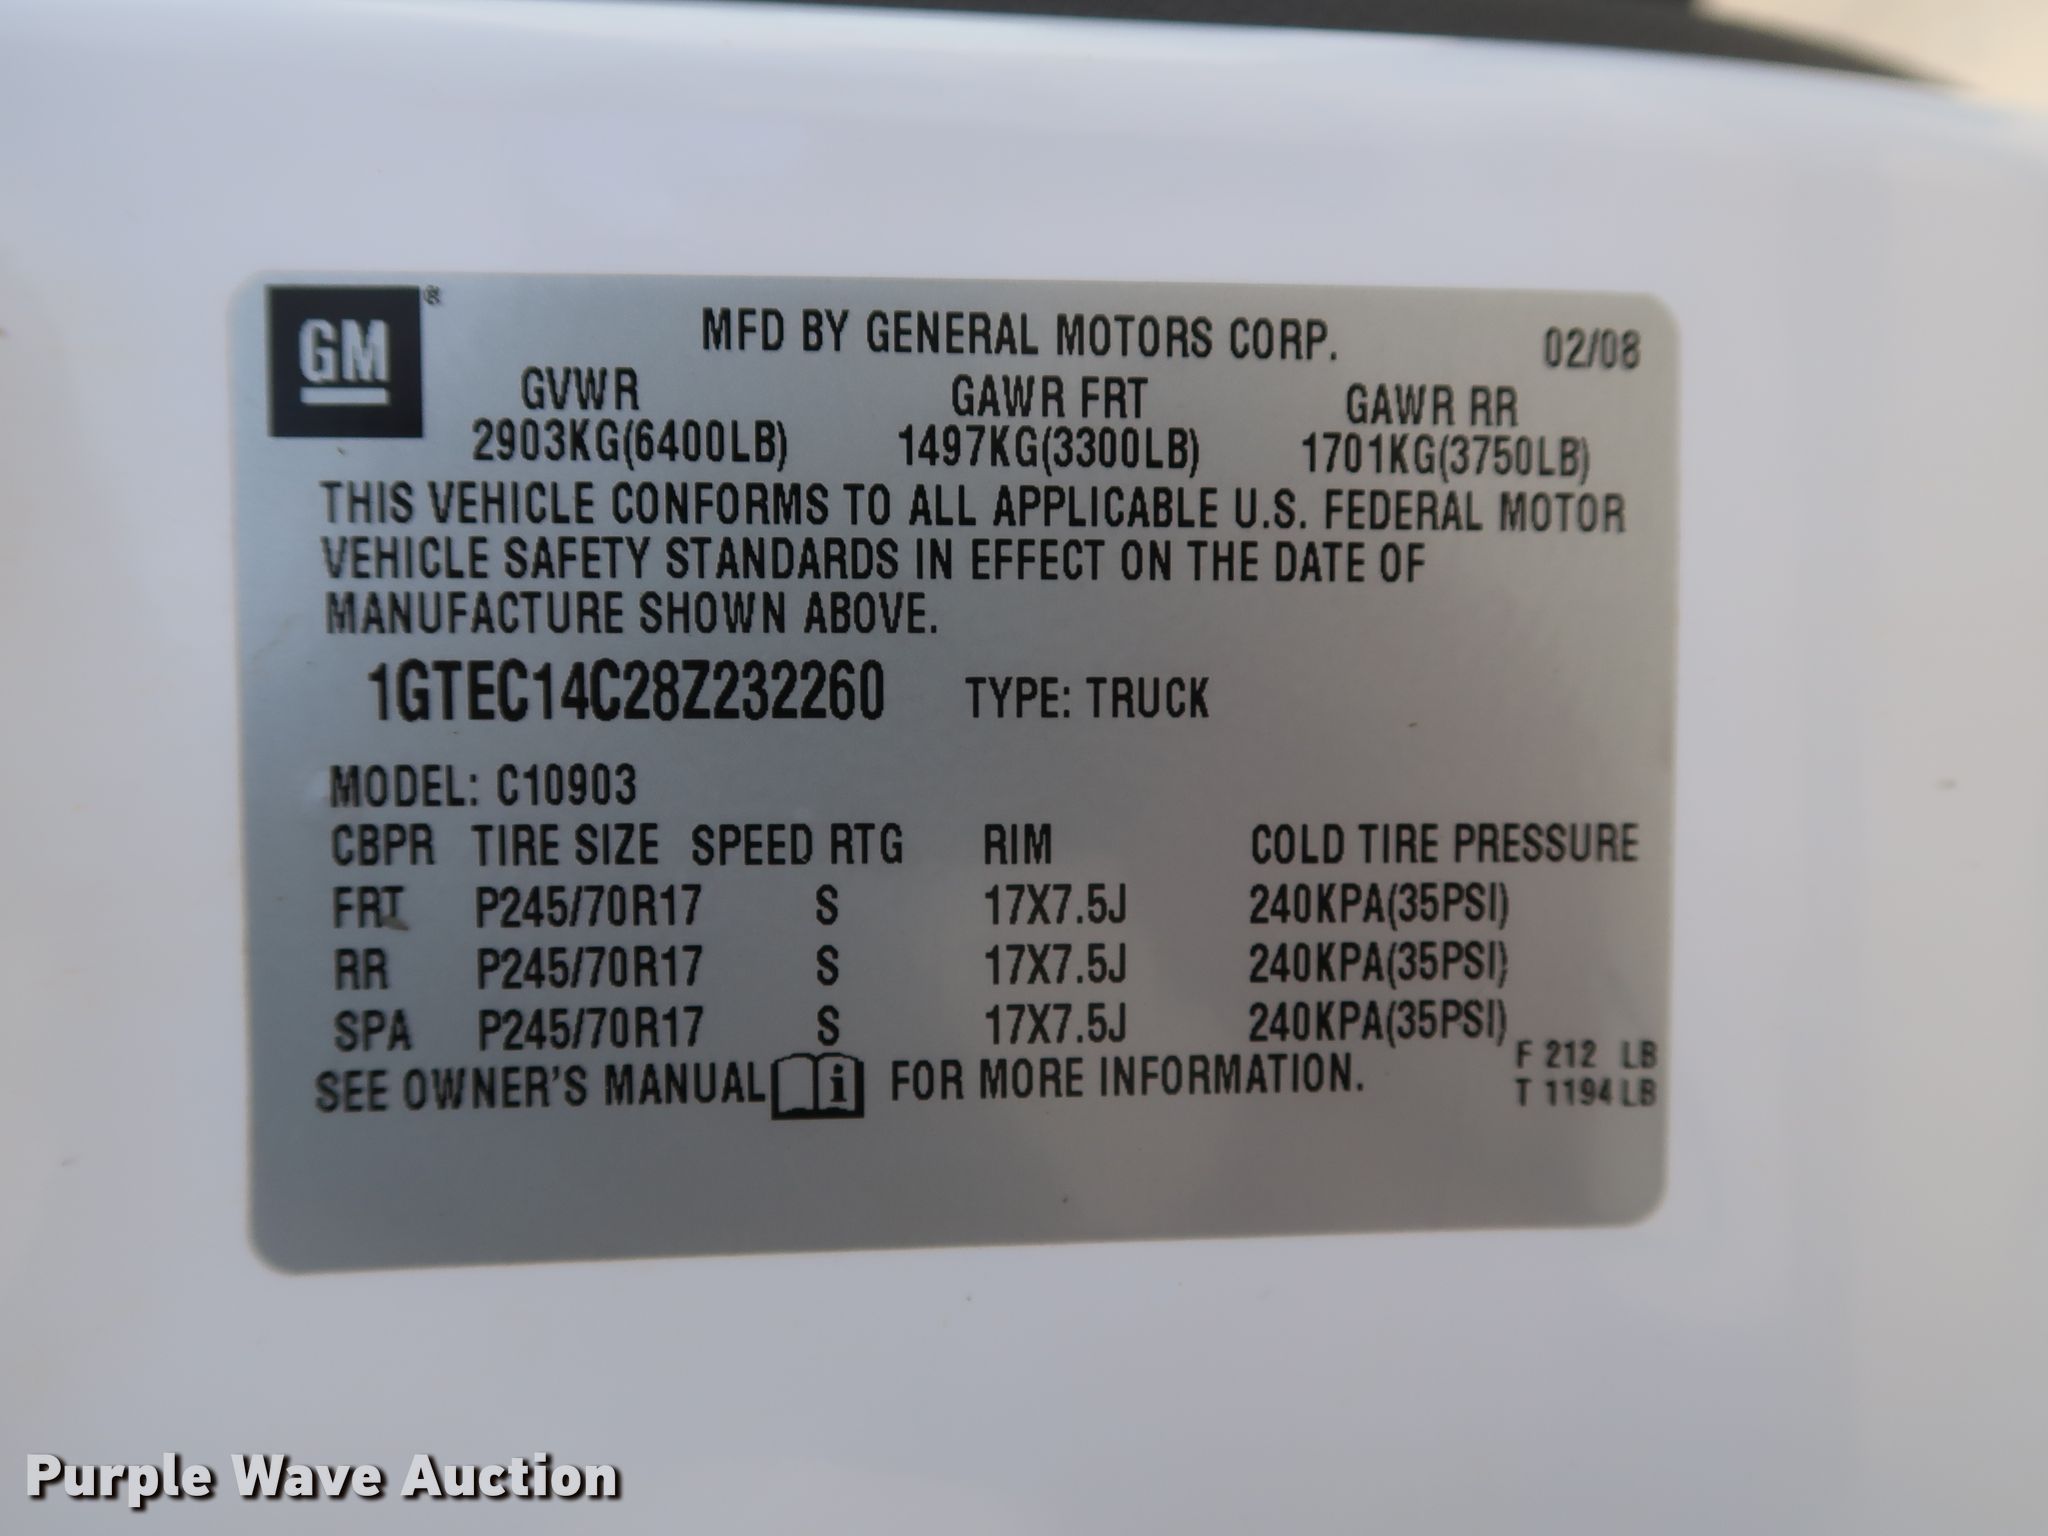 GM ®
MFD BY GENERAL MOTORS CORP. 02/08
GVWR GAWR FRT GAWR RR
2903KG(6400LB) 1497KG(3300LB) 1701KG(3750LB)
THIS VEHICLE CONFORMS TO ALL APPLICABLE U.S. FEDERAL MOTOR
VEHICLE SAFETY STANDARDS IN EFFECT ON THE DATE OF
MANUFACTURE SHOWN ABOVE.
1GTEC14C28Z232260 TYPE: TRUCK
MODEL: C10903
CBPR TIRE SIZE SPEED RTG RIM COLD TIRE PRESSURE
FRT P245/70R17 S 17X7.5J 240KPA(35PSI)
RR P245/70R17 S 17X7.5J 240KPA(35PSI)
SPA P245/70R17 S 17X7.5J 240KPA(35PSI)
F 212 LB
SEE OWNER'S MANUAL i FOR MORE INFORMATION. T 1194LB
Purple Wave Auction